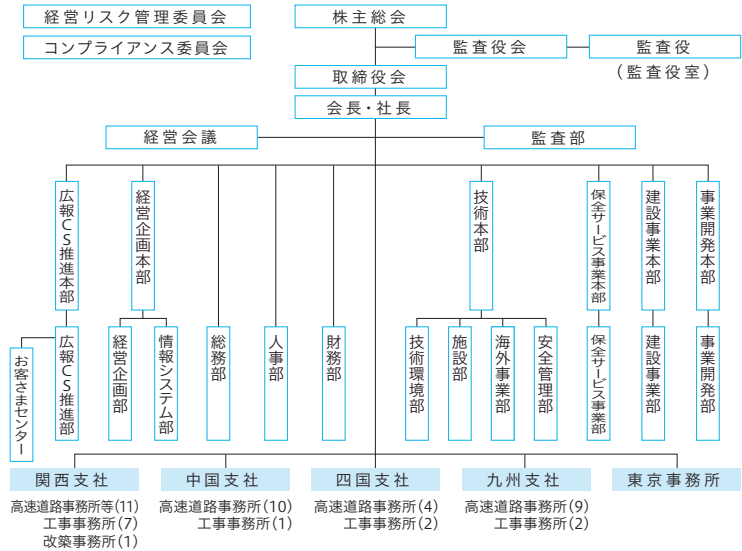 経営リスク管理委員会
株主総会
コンプライアンス委員会
監査役会
監査役
(監査役室)
取締役会
会長・社長
経営会議
監査部
広報CS推進本部
経営企画本部
技術本部
保全サービス事業本部
建設事業本部
事業開発本部
お客さまセンター
広報CS推進部
経営企画部
情報システム部
総務部
人事部
財務部
技術環境部
施設部
海外事業部
安全管理部
保全サービス事業部
建設事業部
事業開発部
関西支社
中国支社
四国支社
九州支社
東京事務所
高速道路事務所等(11)
工事事務所(7)
改築事務所(1)
高速道路事務所(10)
工事事務所(1)
高速道路事務所(4)
工事事務所(2)
高速道路事務所(9)
工事事務所(2)